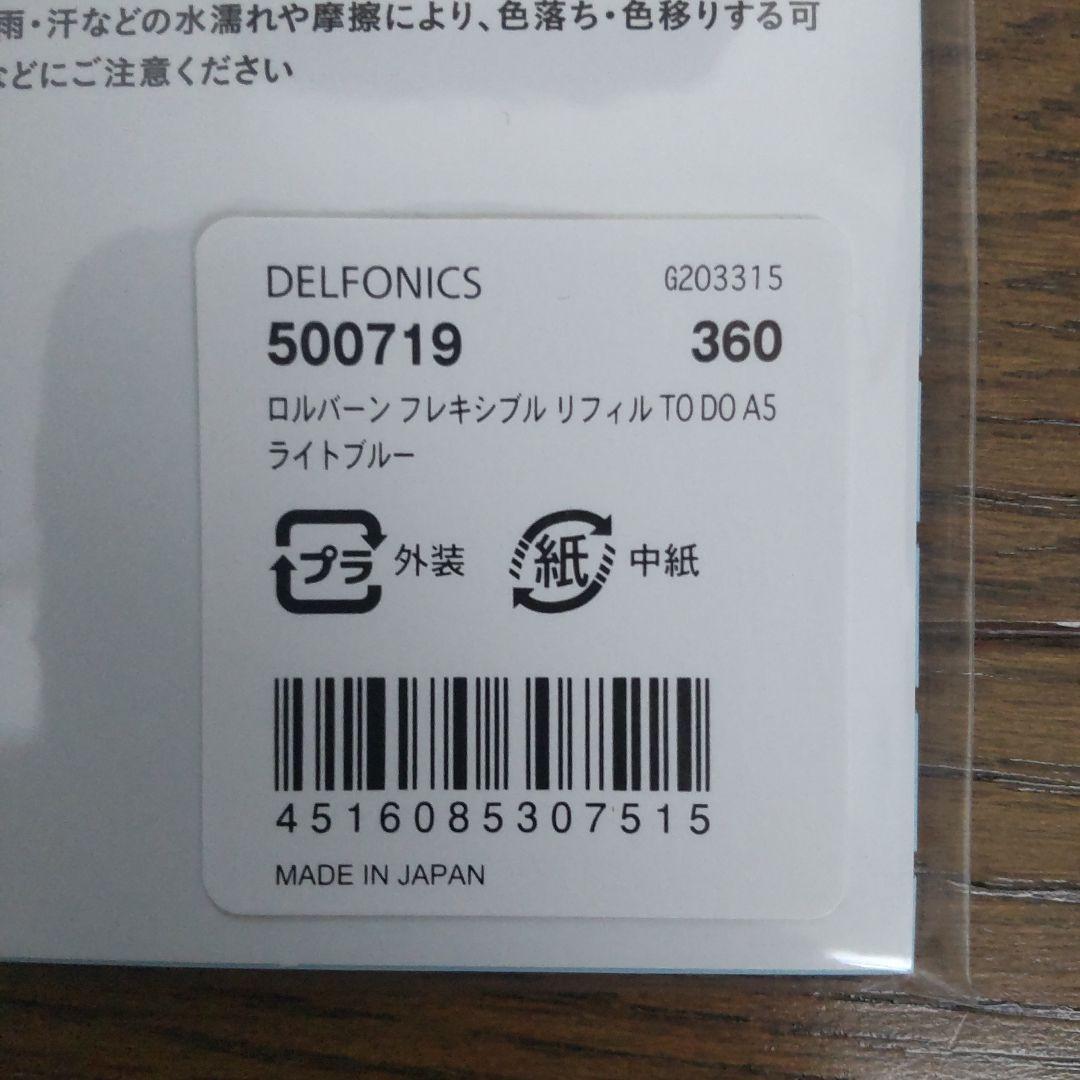 雨・汗などの水濡れや摩擦により、色落ち・色移りする可
などにご注意ください
DELFONICS G203315
500719 360
ロルバーン フレキシブル リフィル TO DO A5
ライトブルー
プラ 外装 紙 中紙
4516085307515
MADE IN JAPAN